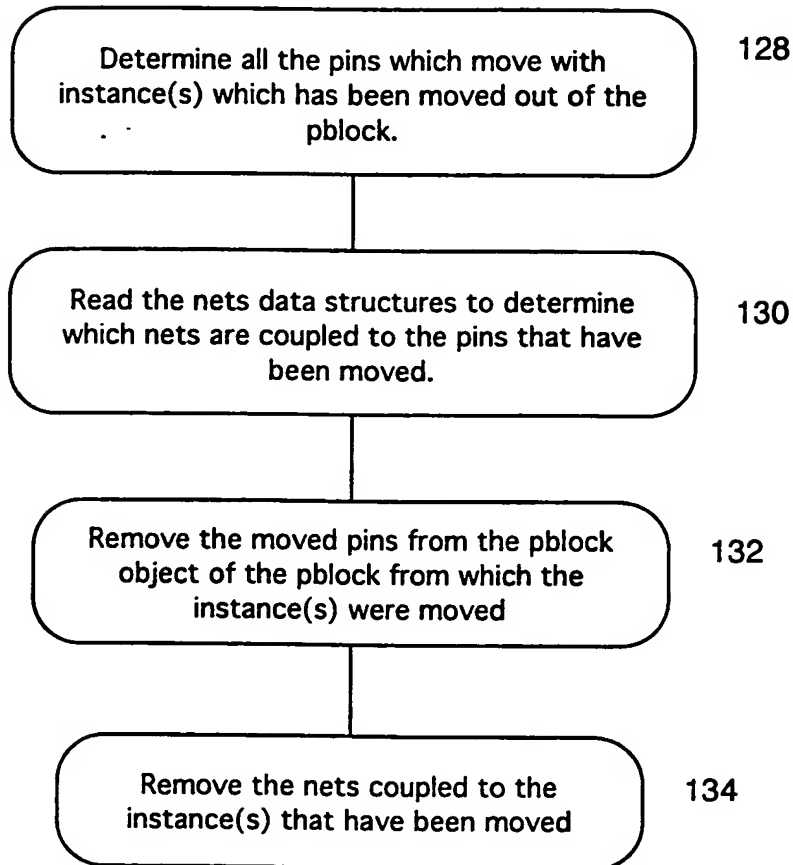 Determine all the pins which move with
instance(s) which has been moved out of the
pblock.
128
Read the nets data structures to determine
which nets are coupled to the pins that have
been moved.
130
Remove the moved pins from the pblock
object of the pblock from which the
instance(s) were moved
132
Remove the nets coupled to the
instance(s) that have been moved
134